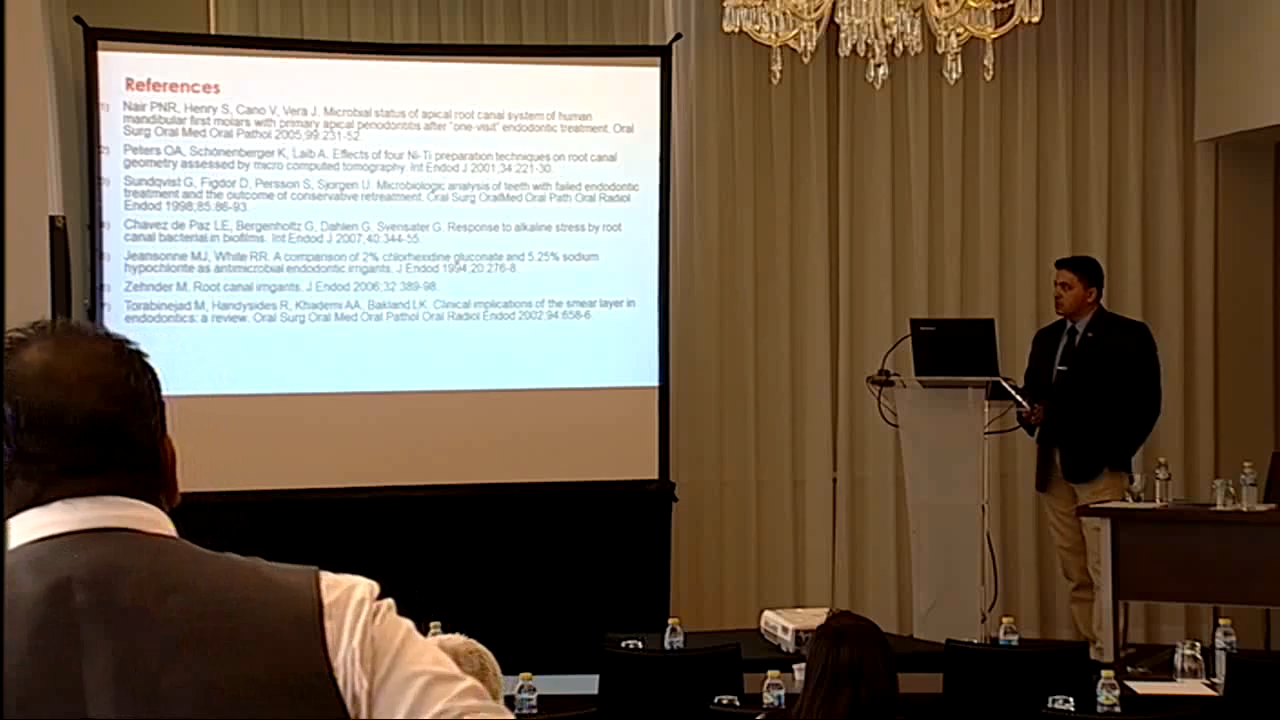 References
1) Nair PNR, Henry S, Cano V, Vera J. Microbial status of apical root canal system of human
mandibular first molars with primary apical periodontitis after "one-visit" endodontic treatment. Oral
Surg Oral Med Oral Pathol 2005;99:231-52.
Peters OA, Schönenberger K, Laib A. Effects of four Ni-Ti preparation techniques on root canal
geometry assessed by micro computed tomography. Int Endod J 2001;34:221-30.
Sundqvist G, Figdor D, Persson S, Sjorgen U. Microbiologic analysis of teeth with failed endodontic
treatment and the outcome of conservative retreatment. Oral Surg OralMed Oral Path Oral Radiol
Endod 1998;85:86-93.
Chavez de Paz LE, Bergenholtz G, Dahlen G, Svensater G. Response to alkaline stress by root
canal bacterial in biofilms. Int Endod J 2007;40:344-55.
Jeansonne MJ, White RR. A comparison of 2% chlorhexidine gluconate and 5.25% sodium
hypochlorite as antimicrobial endodontic irrigants. J Endod 1994;20:276-8.
Zehnder M. Root canal irrigants. J Endod 2006;32:389-98.
Torabinejad M, Handysides R, Khademi AA, Bakland LK. Clinical implications of the smear layer in
endodontics: a review. Oral Surg Oral Med Oral Pathol Oral Radiol Endod 2002;94:658-6